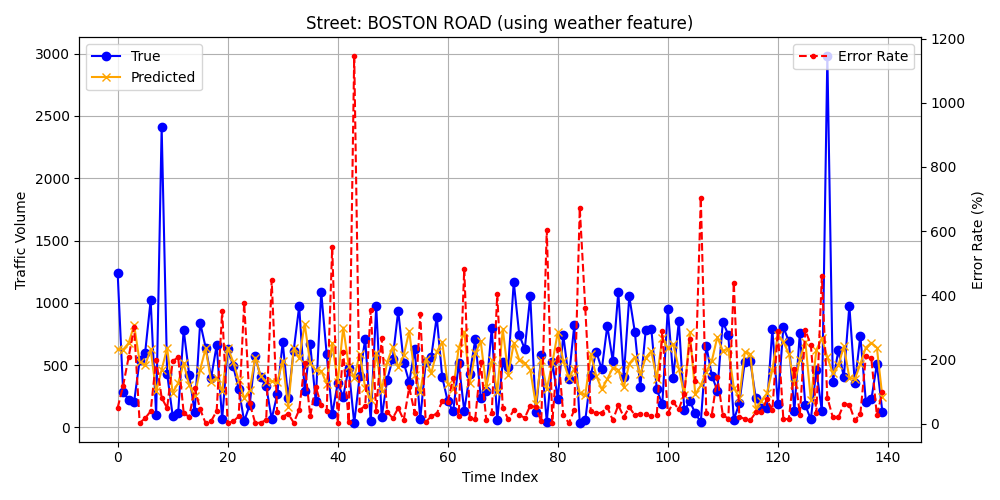 Street: BOSTON ROAD (using weather feature)
True
Predicted
Error Rate
3000
2500
2000
1500
1000
500
0
Traffic Volume
1200
1000
800
600
400
200
0
Error Rate (%)
0 20 40 60 80 100 120 140
Time Index